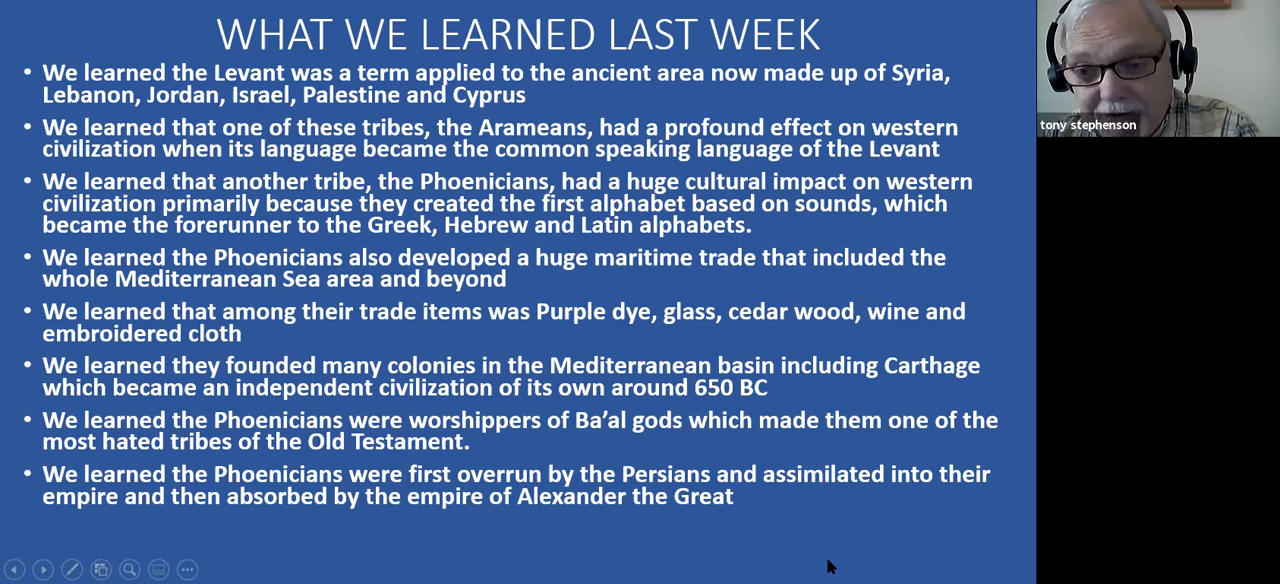 WHAT WE LEARNED LAST WEEK
• We learned the Levant was a term applied to the ancient area now made up of Syria,
Lebanon, Jordan, Israel, Palestine and Cyprus
• We learned that one of these tribes, the Arameans, had a profound effect on western
civilization when its language became the common speaking language of the Levant
• We learned that another tribe, the Phoenicians, had a huge cultural impact on western
civilization primarily because they created the first alphabet based on sounds, which
became the forerunner to the Greek, Hebrew and Latin alphabets.
• We learned the Phoenicians also developed a huge maritime trade that included the
whole Mediterranean Sea area and beyond
• We learned that among their trade items was Purple dye, glass, cedar wood, wine and
embroidered cloth
• We learned they founded many colonies in the Mediterranean basin including Carthage
which became an independent civilization of its own around 650 BC
• We learned the Phoenicians were worshippers of Ba’al gods which made them one of the
most hated tribes of the Old Testament.
• We learned the Phoenicians were first overrun by the Persians and assimilated into their
empire and then absorbed by the empire of Alexander the Great
tony stephenson